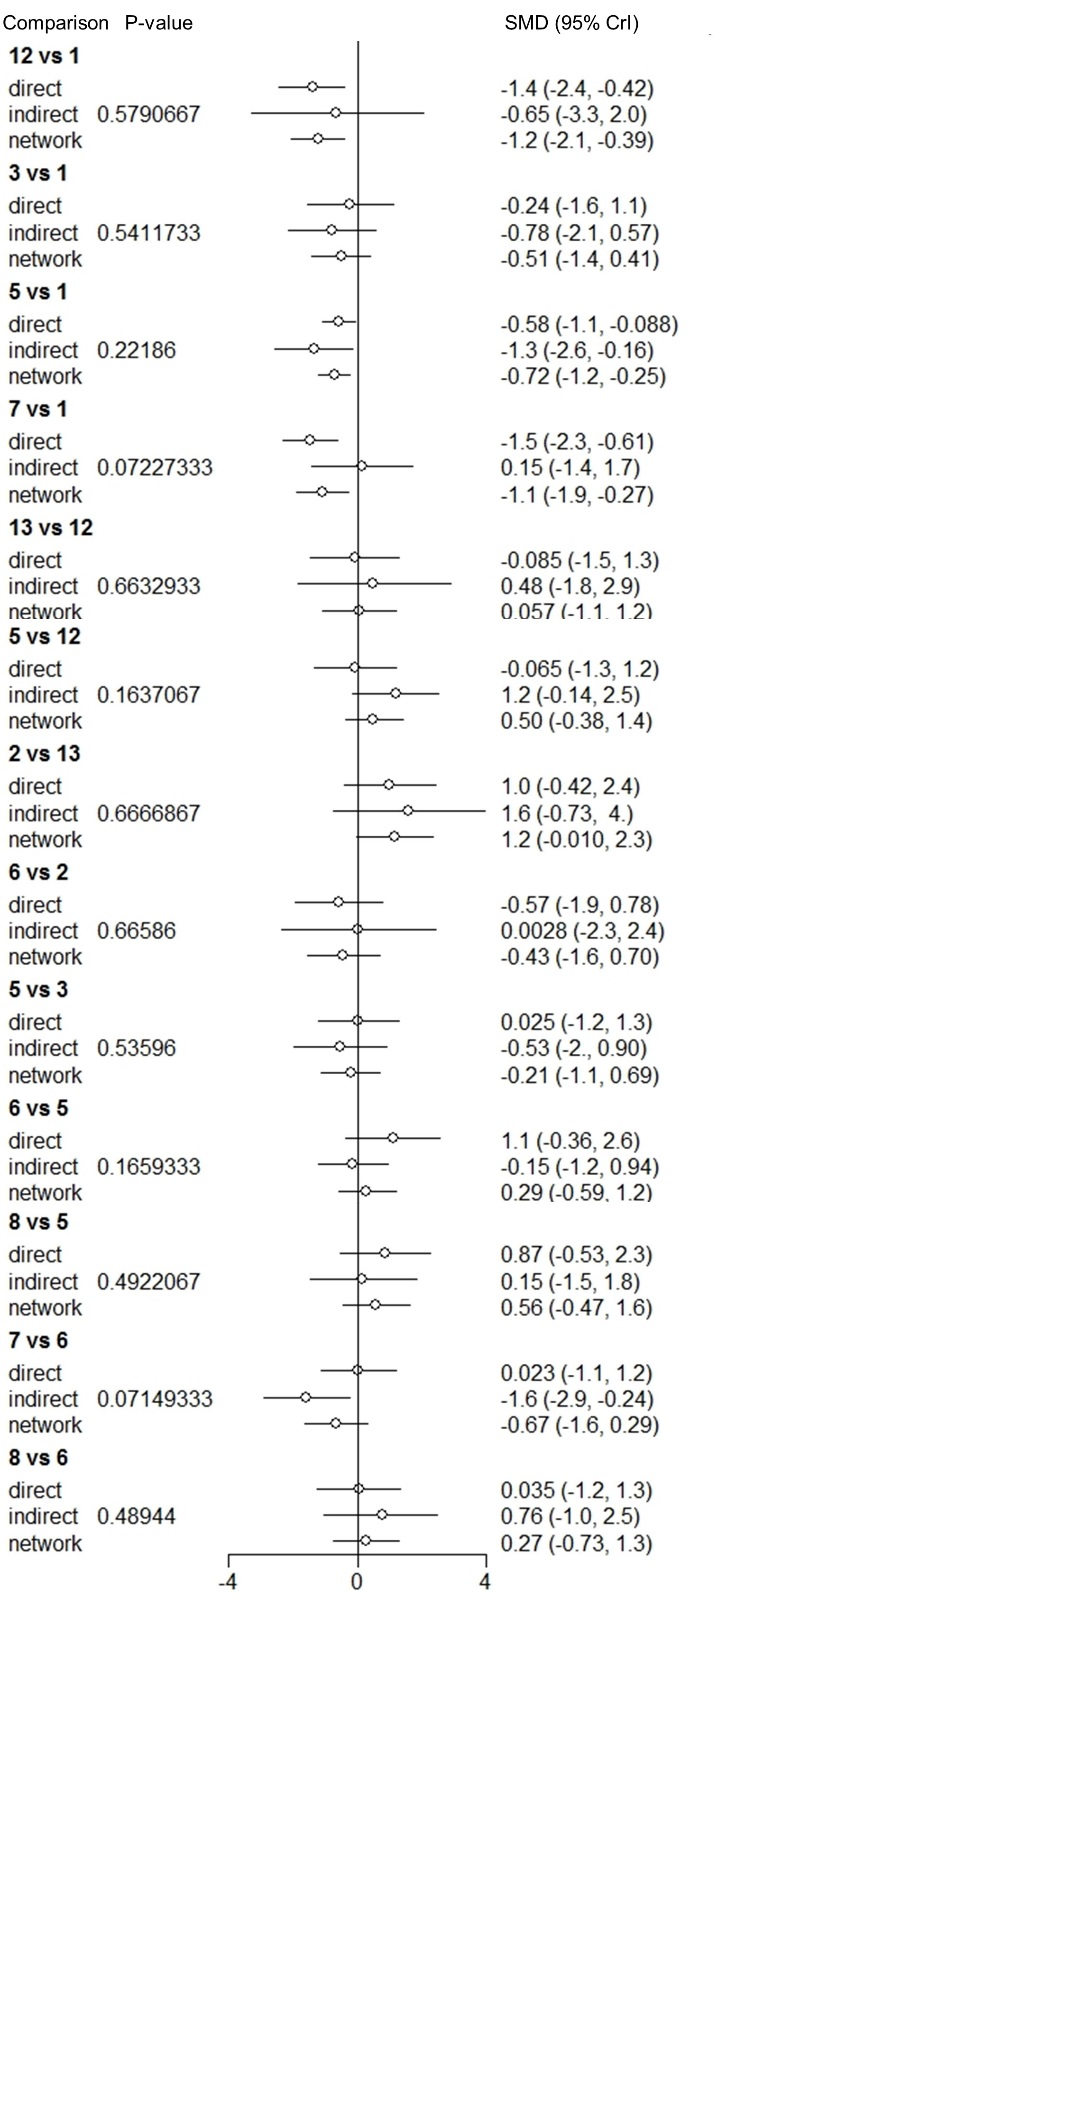 Comparison P-value SMD (95% CrI)
12 vs 1
direct -1.4 (-2.4, -0.42)
indirect 0.5790667 -0.65 (-3.3, 2.0)
network -1.2 (-2.1, -0.39)
3 vs 1
direct -0.24 (-1.6, 1.1)
indirect 0.5411733 -0.78 (-2.1, 0.57)
network -0.51 (-1.4, 0.41)
5 vs 1
direct -0.58 (-1.1, -0.088)
indirect 0.22186 -1.3 (-2.6, -0.16)
network -0.72 (-1.2, -0.25)
7 vs 1
direct -1.5 (-2.3, -0.61)
indirect 0.07227333 0.15 (-1.4, 1.7)
network -1.1 (-1.9, -0.27)
13 vs 12
direct -0.085 (-1.5, 1.3)
indirect 0.6632933 0.48 (-1.8, 2.9)
network 0.057 (-1.1, 1.2)
5 vs 12
direct -0.065 (-1.3, 1.2)
indirect 0.1637067 1.2 (-0.14, 2.5)
network 0.50 (-0.38, 1.4)
2 vs 13
direct 1.0 (-0.42, 2.4)
indirect 0.6666867 1.6 (-0.73, 4.)
network 1.2 (-0.010, 2.3)
6 vs 2
direct -0.57 (-1.9, 0.78)
indirect 0.66586 0.0028 (-2.3, 2.4)
network -0.43 (-1.6, 0.70)
5 vs 3
direct 0.025 (-1.2, 1.3)
indirect 0.53596 -0.53 (-2., 0.90)
network -0.21 (-1.1, 0.69)
6 vs 5
direct 1.1 (-0.36, 2.6)
indirect 0.1659333 -0.15 (-1.2, 0.94)
network 0.29 (-0.59, 1.2)
8 vs 5
direct 0.87 (-0.53, 2.3)
indirect 0.4922067 0.15 (-1.5, 1.8)
network 0.56 (-0.47, 1.6)
7 vs 6
direct 0.023 (-1.1, 1.2)
indirect 0.07149333 -1.6 (-2.9, -0.24)
network -0.67 (-1.6, 0.29)
8 vs 6
direct 0.035 (-1.2, 1.3)
indirect 0.48944 0.76 (-1.0, 2.5)
network 0.27 (-0.73, 1.3)
-4 0 4